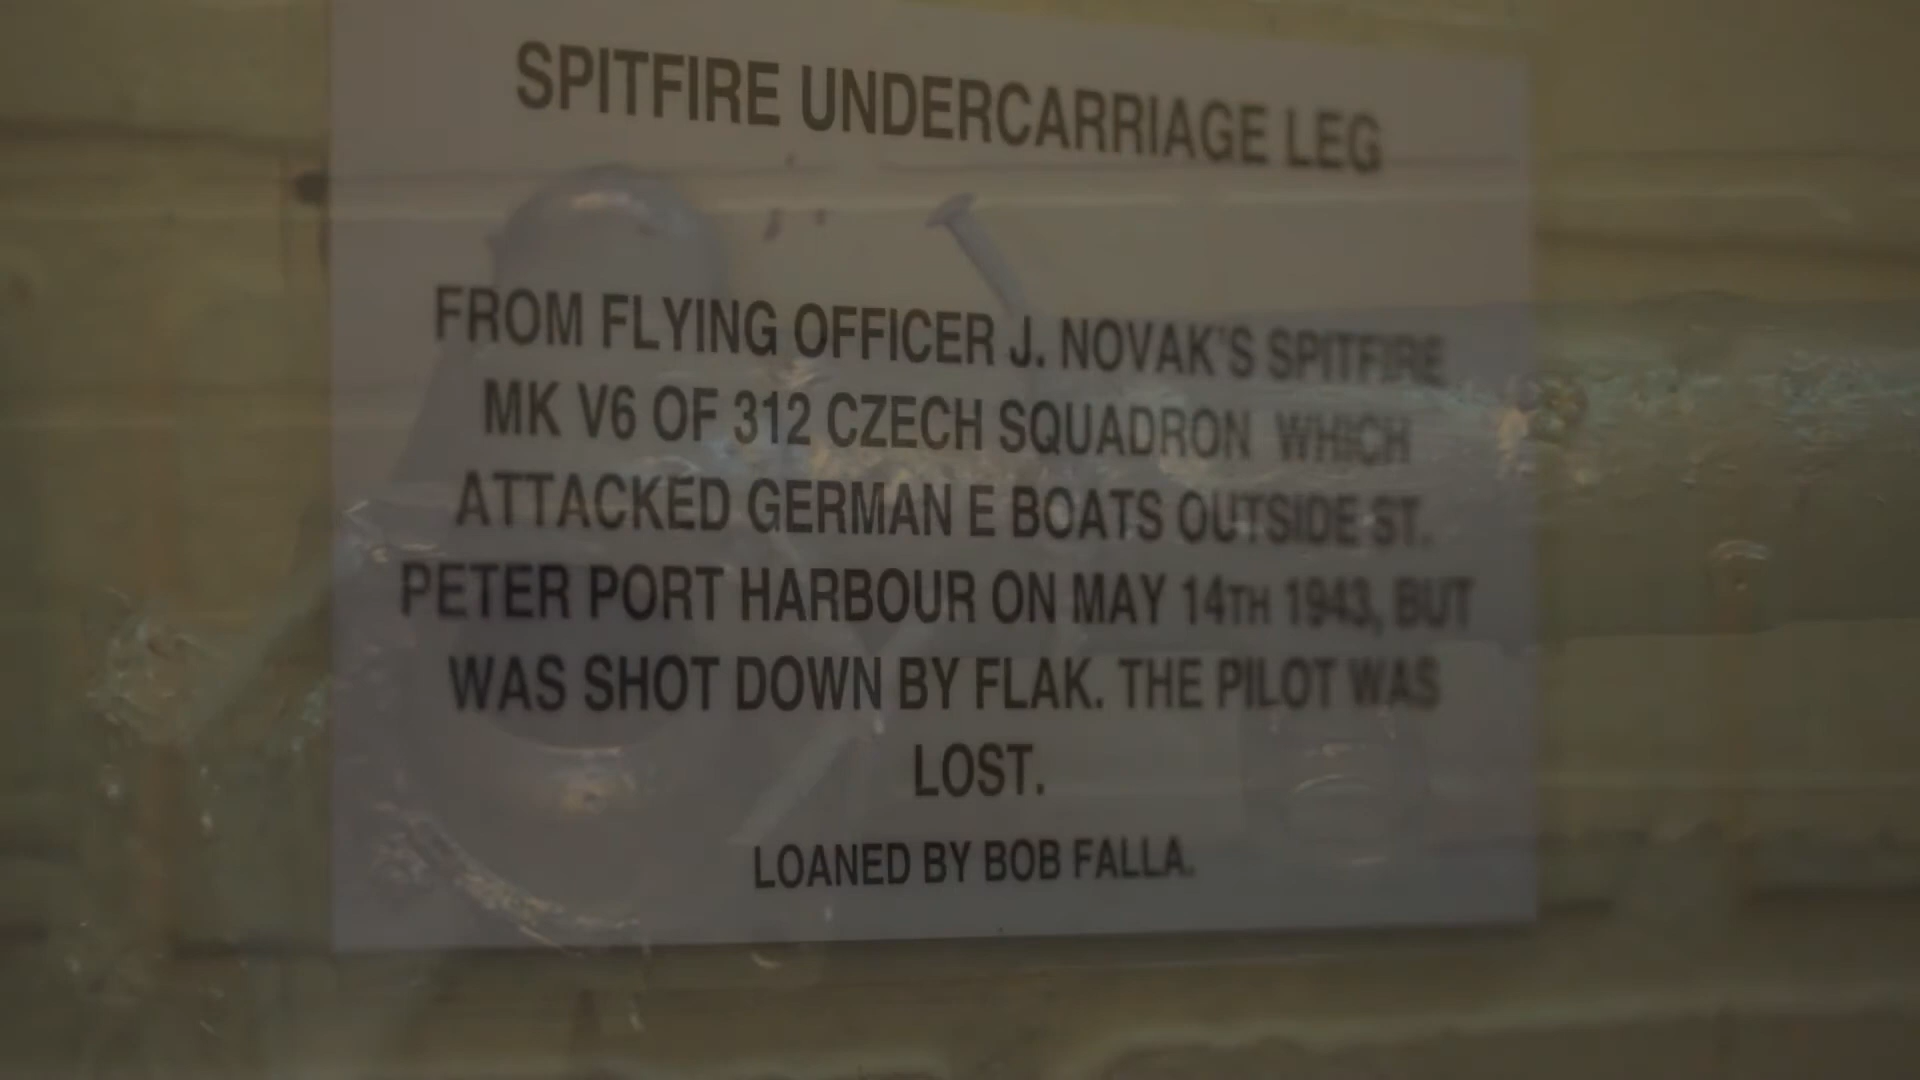 SPITFIRE UNDERCARRIAGE LEG
FROM FLYING OFFICER J. NOVAK'S SPITFIRE
MK V6 OF 312 CZECH SQUADRON WHICH
ATTACKED GERMAN E BOATS OUTSIDE ST.
PETER PORT HARBOUR ON MAY 14TH 1943, BUT
WAS SHOT DOWN BY FLAK. THE PILOT WAS
LOST.
LOANED BY BOB FALLA.